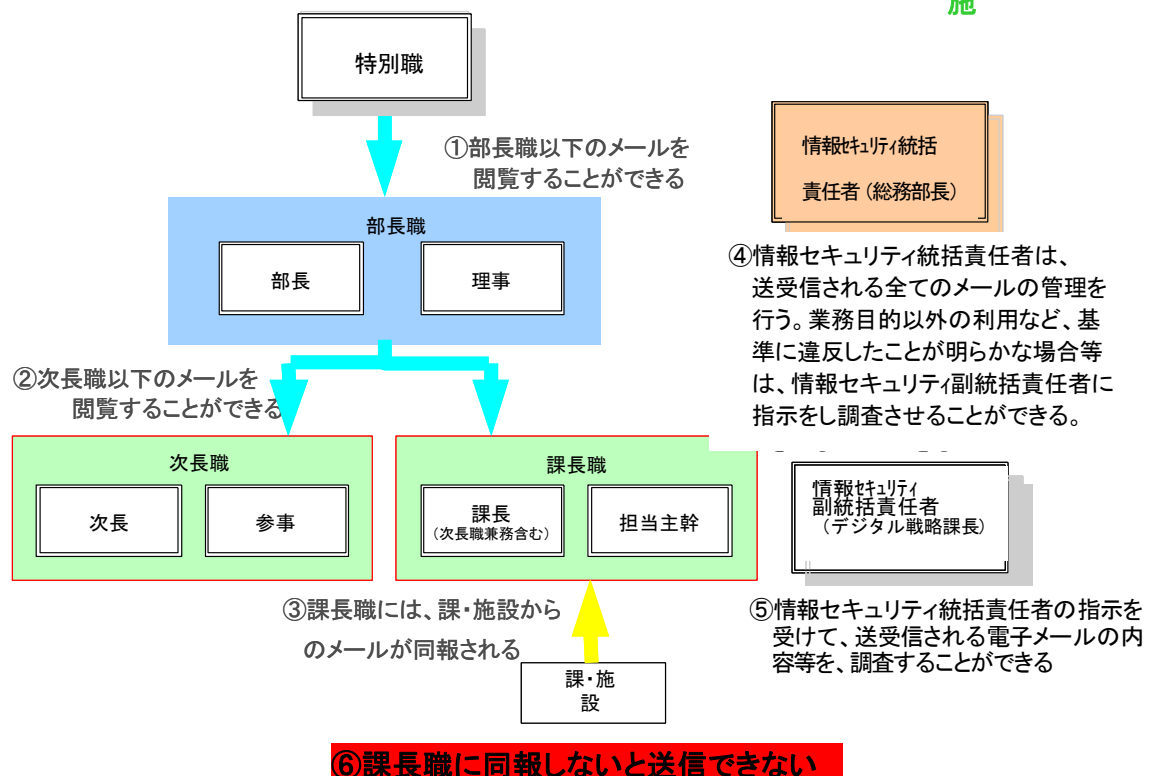 施
特別職
①部長職以下のメールを
閲覧することができる
部長職
部長
理事
②次長職以下のメールを
閲覧することができる
次長職
次長
参事
課長職
課長
(次長職兼務含む)
担当主幹
③課長職には、課・施設から
のメールが同報される
課・施
設
⑥課長職に同報しないと送信できない
情報ｾｷｭﾘﾃｨ統括
責任者(総務部長)
④情報セキュリティ統括責任者は、
送受信される全てのメールの管理を
行う。業務目的以外の利用など、基
準に違反したことが明らかな場合等
は、情報セキュリティ副統括責任者に
指示をし調査させることができる。
情報ｾｷｭﾘﾃｨ
副統括責任者
(デジタル戦略課長)
⑤情報セキュリティ統括責任者の指示を
受けて、送受信される電子メールの内
容等を、調査することができる